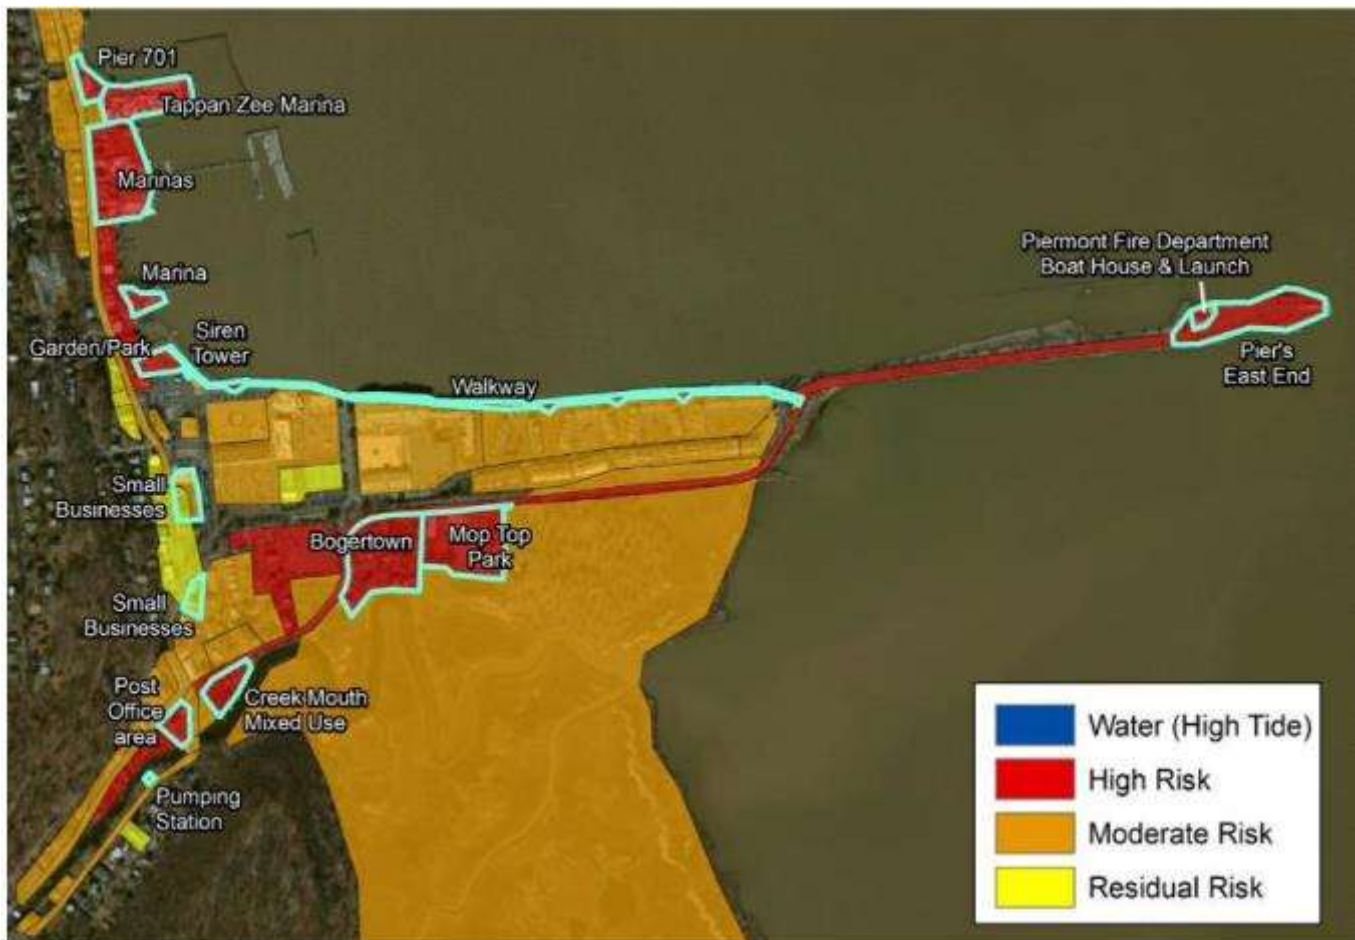 Pier 701
Tappan Zee Marina
Marinas
Marina
Siren
Tower
Garden/Park
Walkway
Piermont Fire Department
Boat House & Launch
Pier's
East End
Small
Businesses
Bogertown
Mop Top
Park
Small
Businesses
Post
Office
area
Creek Mouth
Mixed Use
Pumping
Station
Water (High Tide)
High Risk
Moderate Risk
Residual Risk